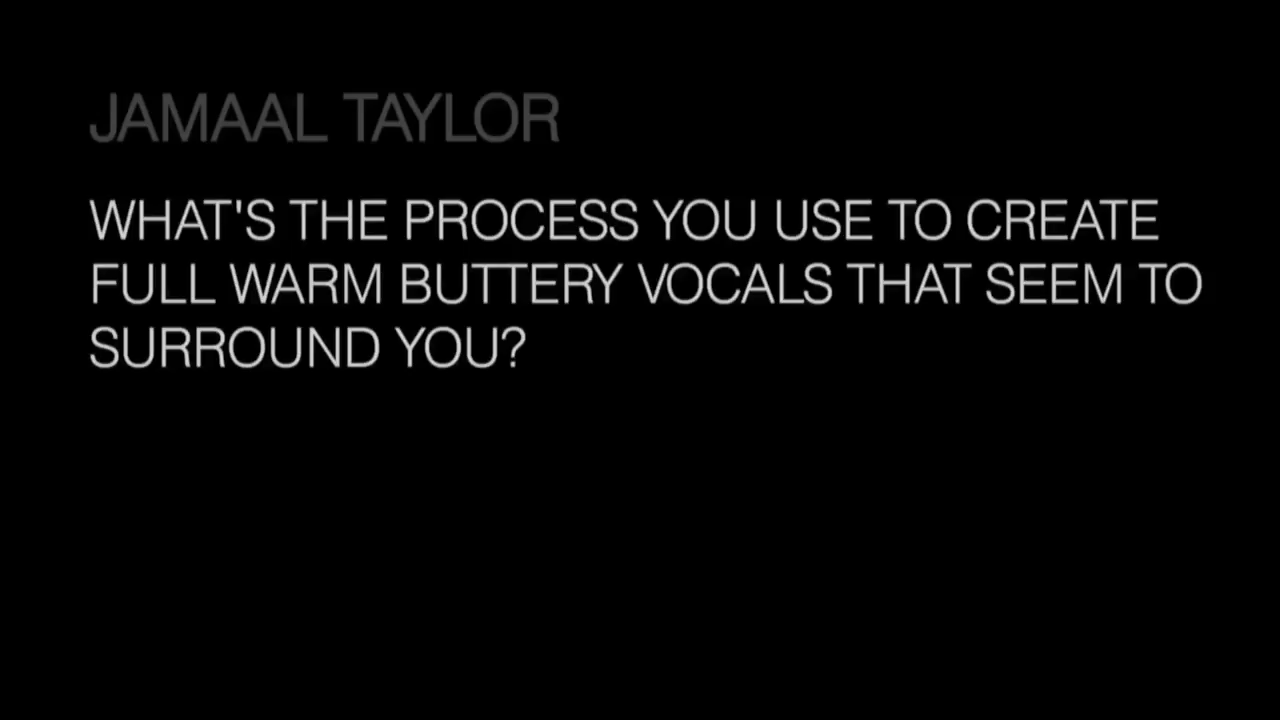 JAMAAL TAYLOR
WHAT'S THE PROCESS YOU USE TO CREATE
FULL WARM BUTTERY VOCALS THAT SEEM TO
SURROUND YOU?